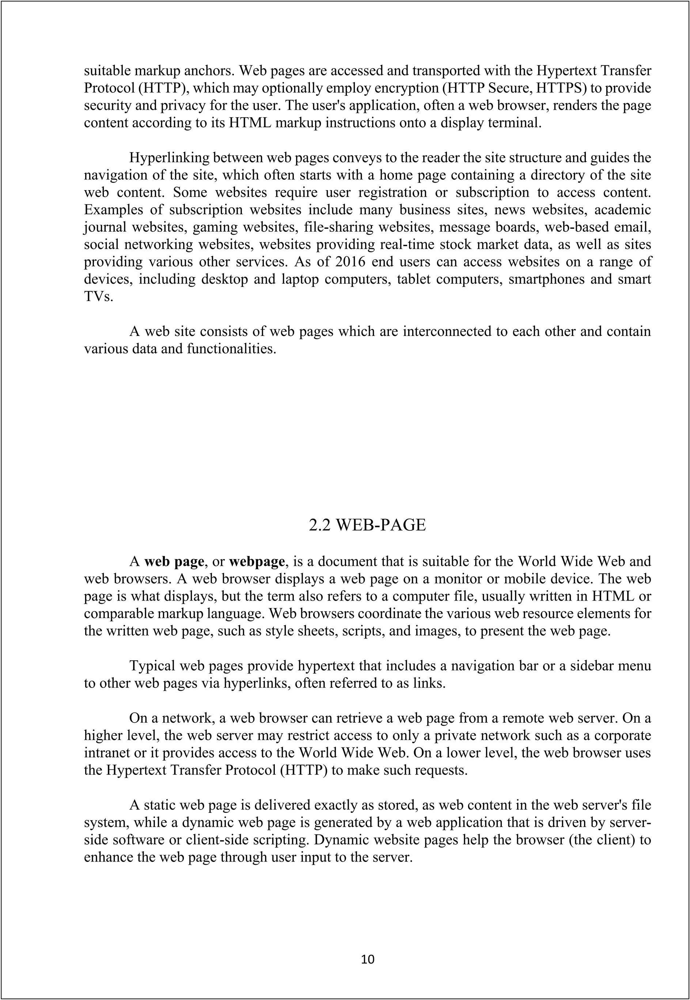 suitable markup anchors. Web pages are accessed and transported with the Hypertext Transfer
Protocol (HTTP), which may optionally employ encryption (HTTP Secure, HTTPS) to provide
security and privacy for the user. The user's application, often a web browser, renders the page
content according to its HTML markup instructions onto a display terminal.
Hyperlinking between web pages conveys to the reader the site structure and guides the
navigation of the site, which often starts with a home page containing a directory of the site
web content. Some websites require user registration or subscription to access content.
Examples of subscription websites include many business sites, news websites, academic
journal websites, gaming websites, file-sharing websites, message boards, web-based email,
social networking websites, websites providing real-time stock market data, as well as sites
providing various other services. As of 2016 end users can access websites on a range of
devices, including desktop and laptop computers, tablet computers, smartphones and smart
TVs.
A web site consists of web pages which are interconnected to each other and contain
various data and functionalities.
2.2 WEB-PAGE
A web page, or webpage, is a document that is suitable for the World Wide Web and
web browsers. A web browser displays a web page on a monitor or mobile device. The web
page is what displays, but the term also refers to a computer file, usually written in HTML or
comparable markup language. Web browsers coordinate the various web resource elements for
the written web page, such as style sheets, scripts, and images, to present the web page.
Typical web pages provide hypertext that includes a navigation bar or a sidebar menu
to other web pages via hyperlinks, often referred to as links.
On a network, a web browser can retrieve a web page from a remote web server. On a
higher level, the web server may restrict access to only a private network such as a corporate
intranet or it provides access to the World Wide Web. On a lower level, the web browser uses
the Hypertext Transfer Protocol (HTTP) to make such requests.
A static web page is delivered exactly as stored, as web content in the web server's file
system, while a dynamic web page is generated by a web application that is driven by server-
side software or client-side scripting. Dynamic website pages help the browser (the client) to
enhance the web page through user input to the server.
10